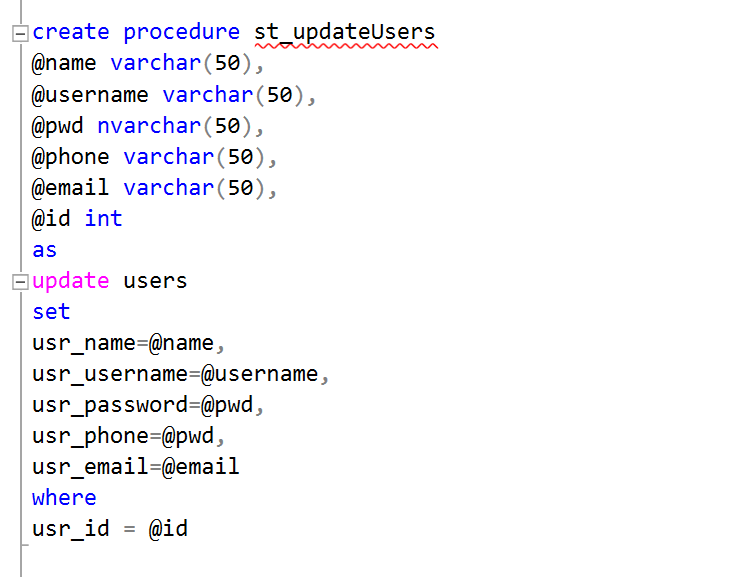 create procedure st_updateUsers
@name varchar(50),
@username varchar(50),
@pwd nvarchar(50),
@phone varchar(50),
@email varchar(50),
@id int
as
update users
set
usr_name=@name,
usr_username=@username,
usr_password=@pwd,
usr_phone=@pwd,
usr_email=@email
where
usr_id = @id